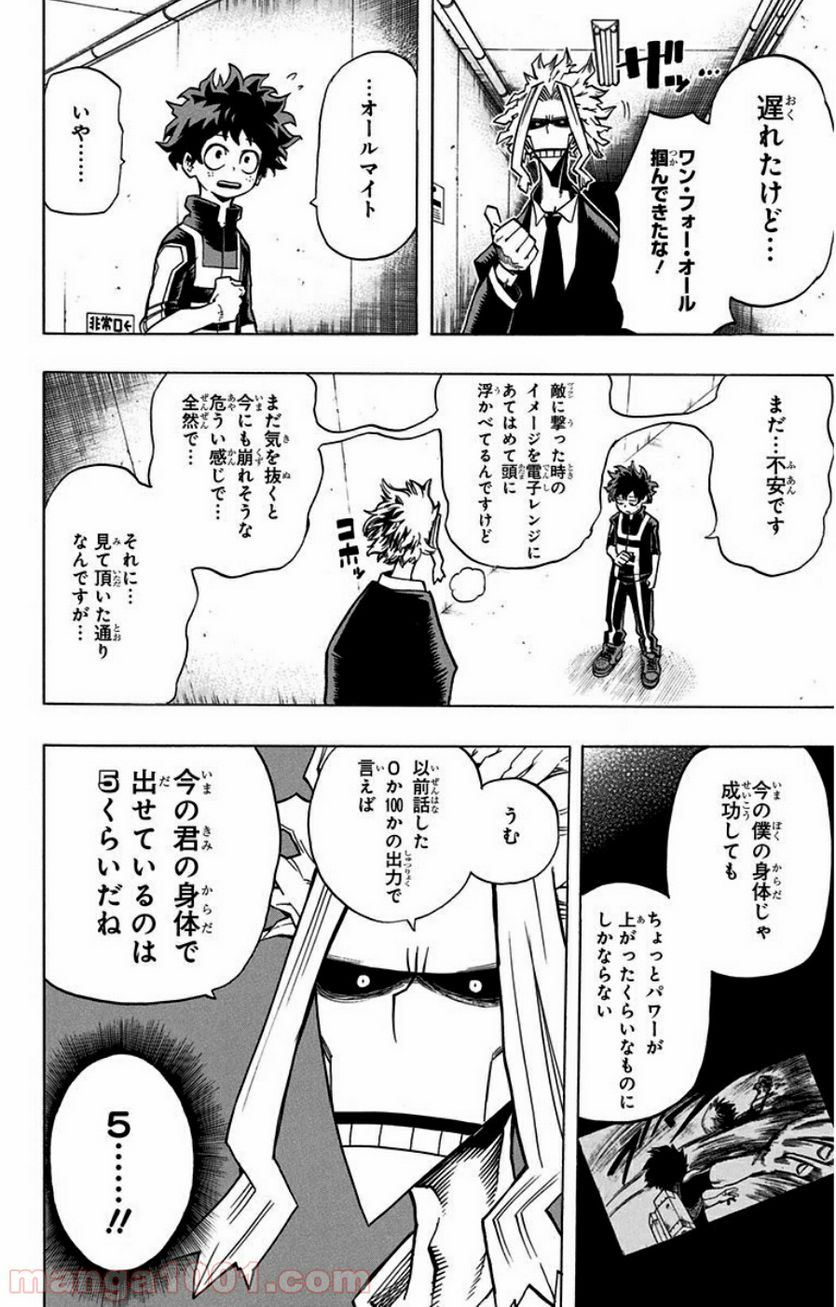 遅れたけど…
ワン・フォー・オール
掴んできたな!
ザッ…
…オールマイト
いや……
非常口←
まだ…不安です
敵に撃った時の
イメージを電子レンジに
あてはめて頭に
浮かべてるんですけど
コホッ
まだ気を抜くと
今にも崩れそうな
危うい感じで…
全然で…
それに…
見て頂いた通り
なんですが…
今の僕の身体じゃ
成功しても
ちょっとパワーが
上がったくらいなものに
しかならない
うむ
以前話した
0か100かの出力で
言えば
今の君の身体で
出せているのは
5くらいだね
5……!!
manga1001.com